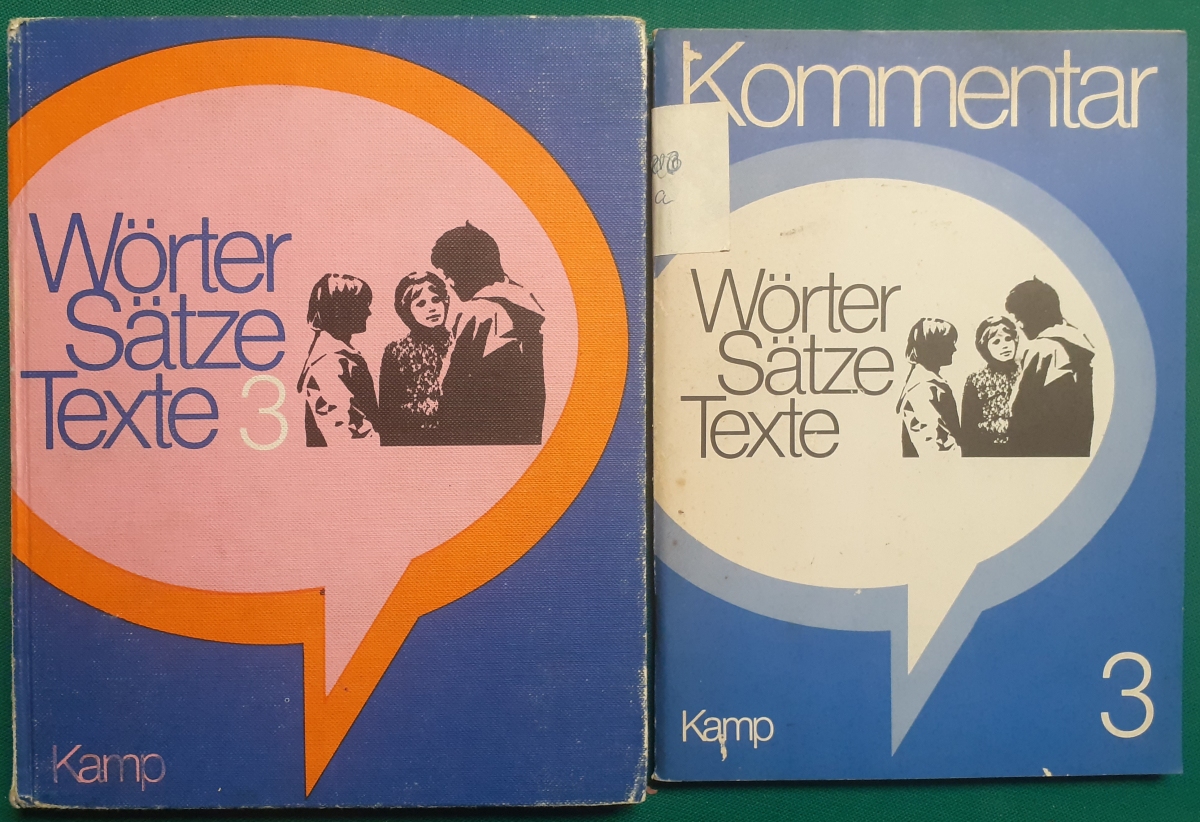 Wörter
Sätze
Texte 3
Kamp
Kommentar
a
Wörter
Sätze
Texte
Kamp
3